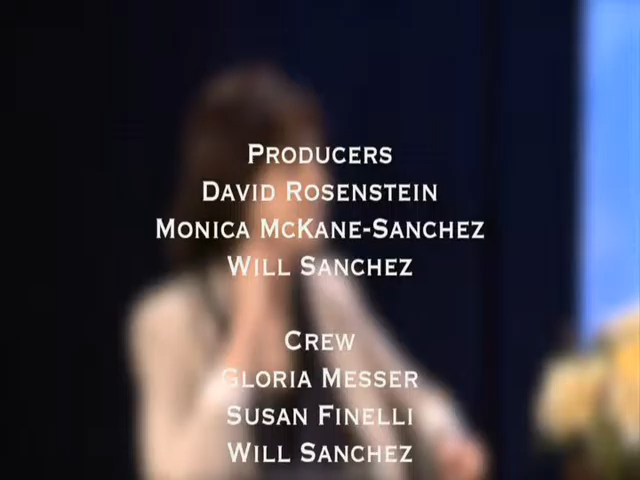 Producers
David Rosenstein
Monica McKane-Sanchez
Will Sanchez
Crew
Gloria Messer
Susan Finelli
Will Sanchez